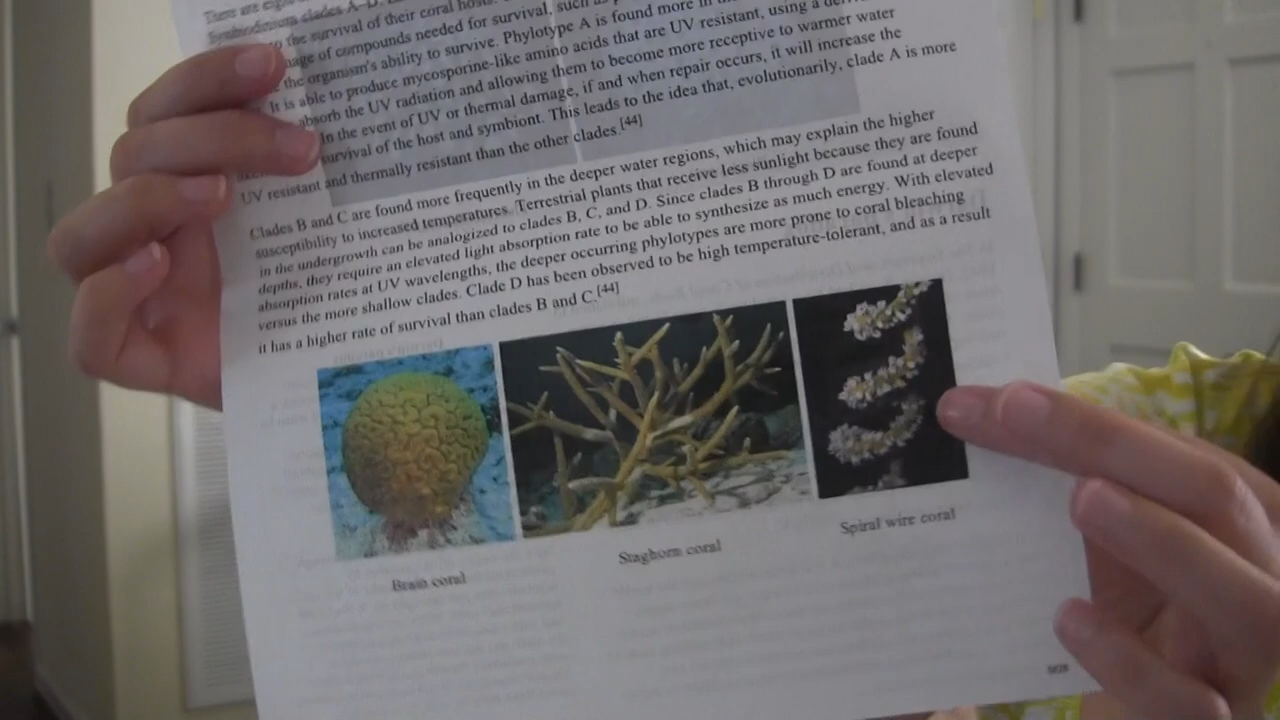 There are
Symbiodinium clades A–D.
the survival of their coral hosts.
of compounds needed for survival, such as
the organism's ability to survive. Phylotype A is found more in
It is able to produce mycosporine-like amino acids that are UV resistant, using a
absorb the UV radiation and allowing them to become more receptive to warmer water
In the event of UV or thermal damage, if and when repair occurs, it will increase the
survival of the host and symbiont. This leads to the idea that, evolutionarily, clade A is more
UV resistant and thermally resistant than the other clades.[44]
Clades B and C are found more frequently in the deeper water regions, which may explain the higher
susceptibility to increased temperatures. Terrestrial plants that receive less sunlight because they are found
in the undergrowth can be analogized to clades B, C, and D. Since clades B through D are found at deeper
depths, they require an elevated light absorption rate to be able to synthesize as much energy. With elevated
absorption rates at UV wavelengths, the deeper occurring phylotypes are more prone to coral bleaching
versus the more shallow clades. Clade D has been observed to be high temperature-tolerant, and as a result
it has a higher rate of survival than clades B and C.[44]
Brain coral
Staghorn coral
Spiral wire coral